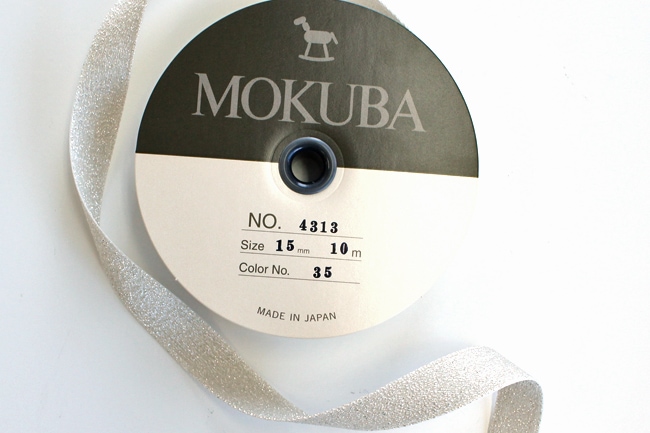 MOKUBA
NO. 4313
Size 15 mm 10 m
Color No. 35
MADE IN JAPAN